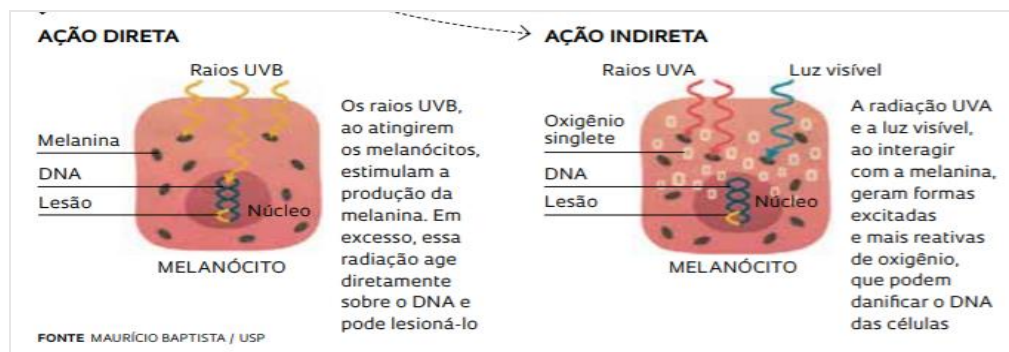 AÇÃO DIRETA
Raios UVB
Melanina
DNA
Lesão
Núcleo
MELANÓCITO
Os raios UVB,
ao atingirem
os melanócitos,
estimulam a
produção da
melanina. Em
excesso, essa
radiação age
diretamente
sobre o DNA e
pode lesioná-lo
AÇÃO INDIRETA
Raios UVA
Luz visível
Oxigênio
singlete
DNA
Lesão
Núcleo
MELANÓCITO
A radiação UVA
e a luz visível,
ao interagir
com a melanina,
geram formas
excitadas
e mais reativas
de oxigênio,
que podem
danificar o DNA
das células
FONTE MAURÍCIO BAPTISTA / USP